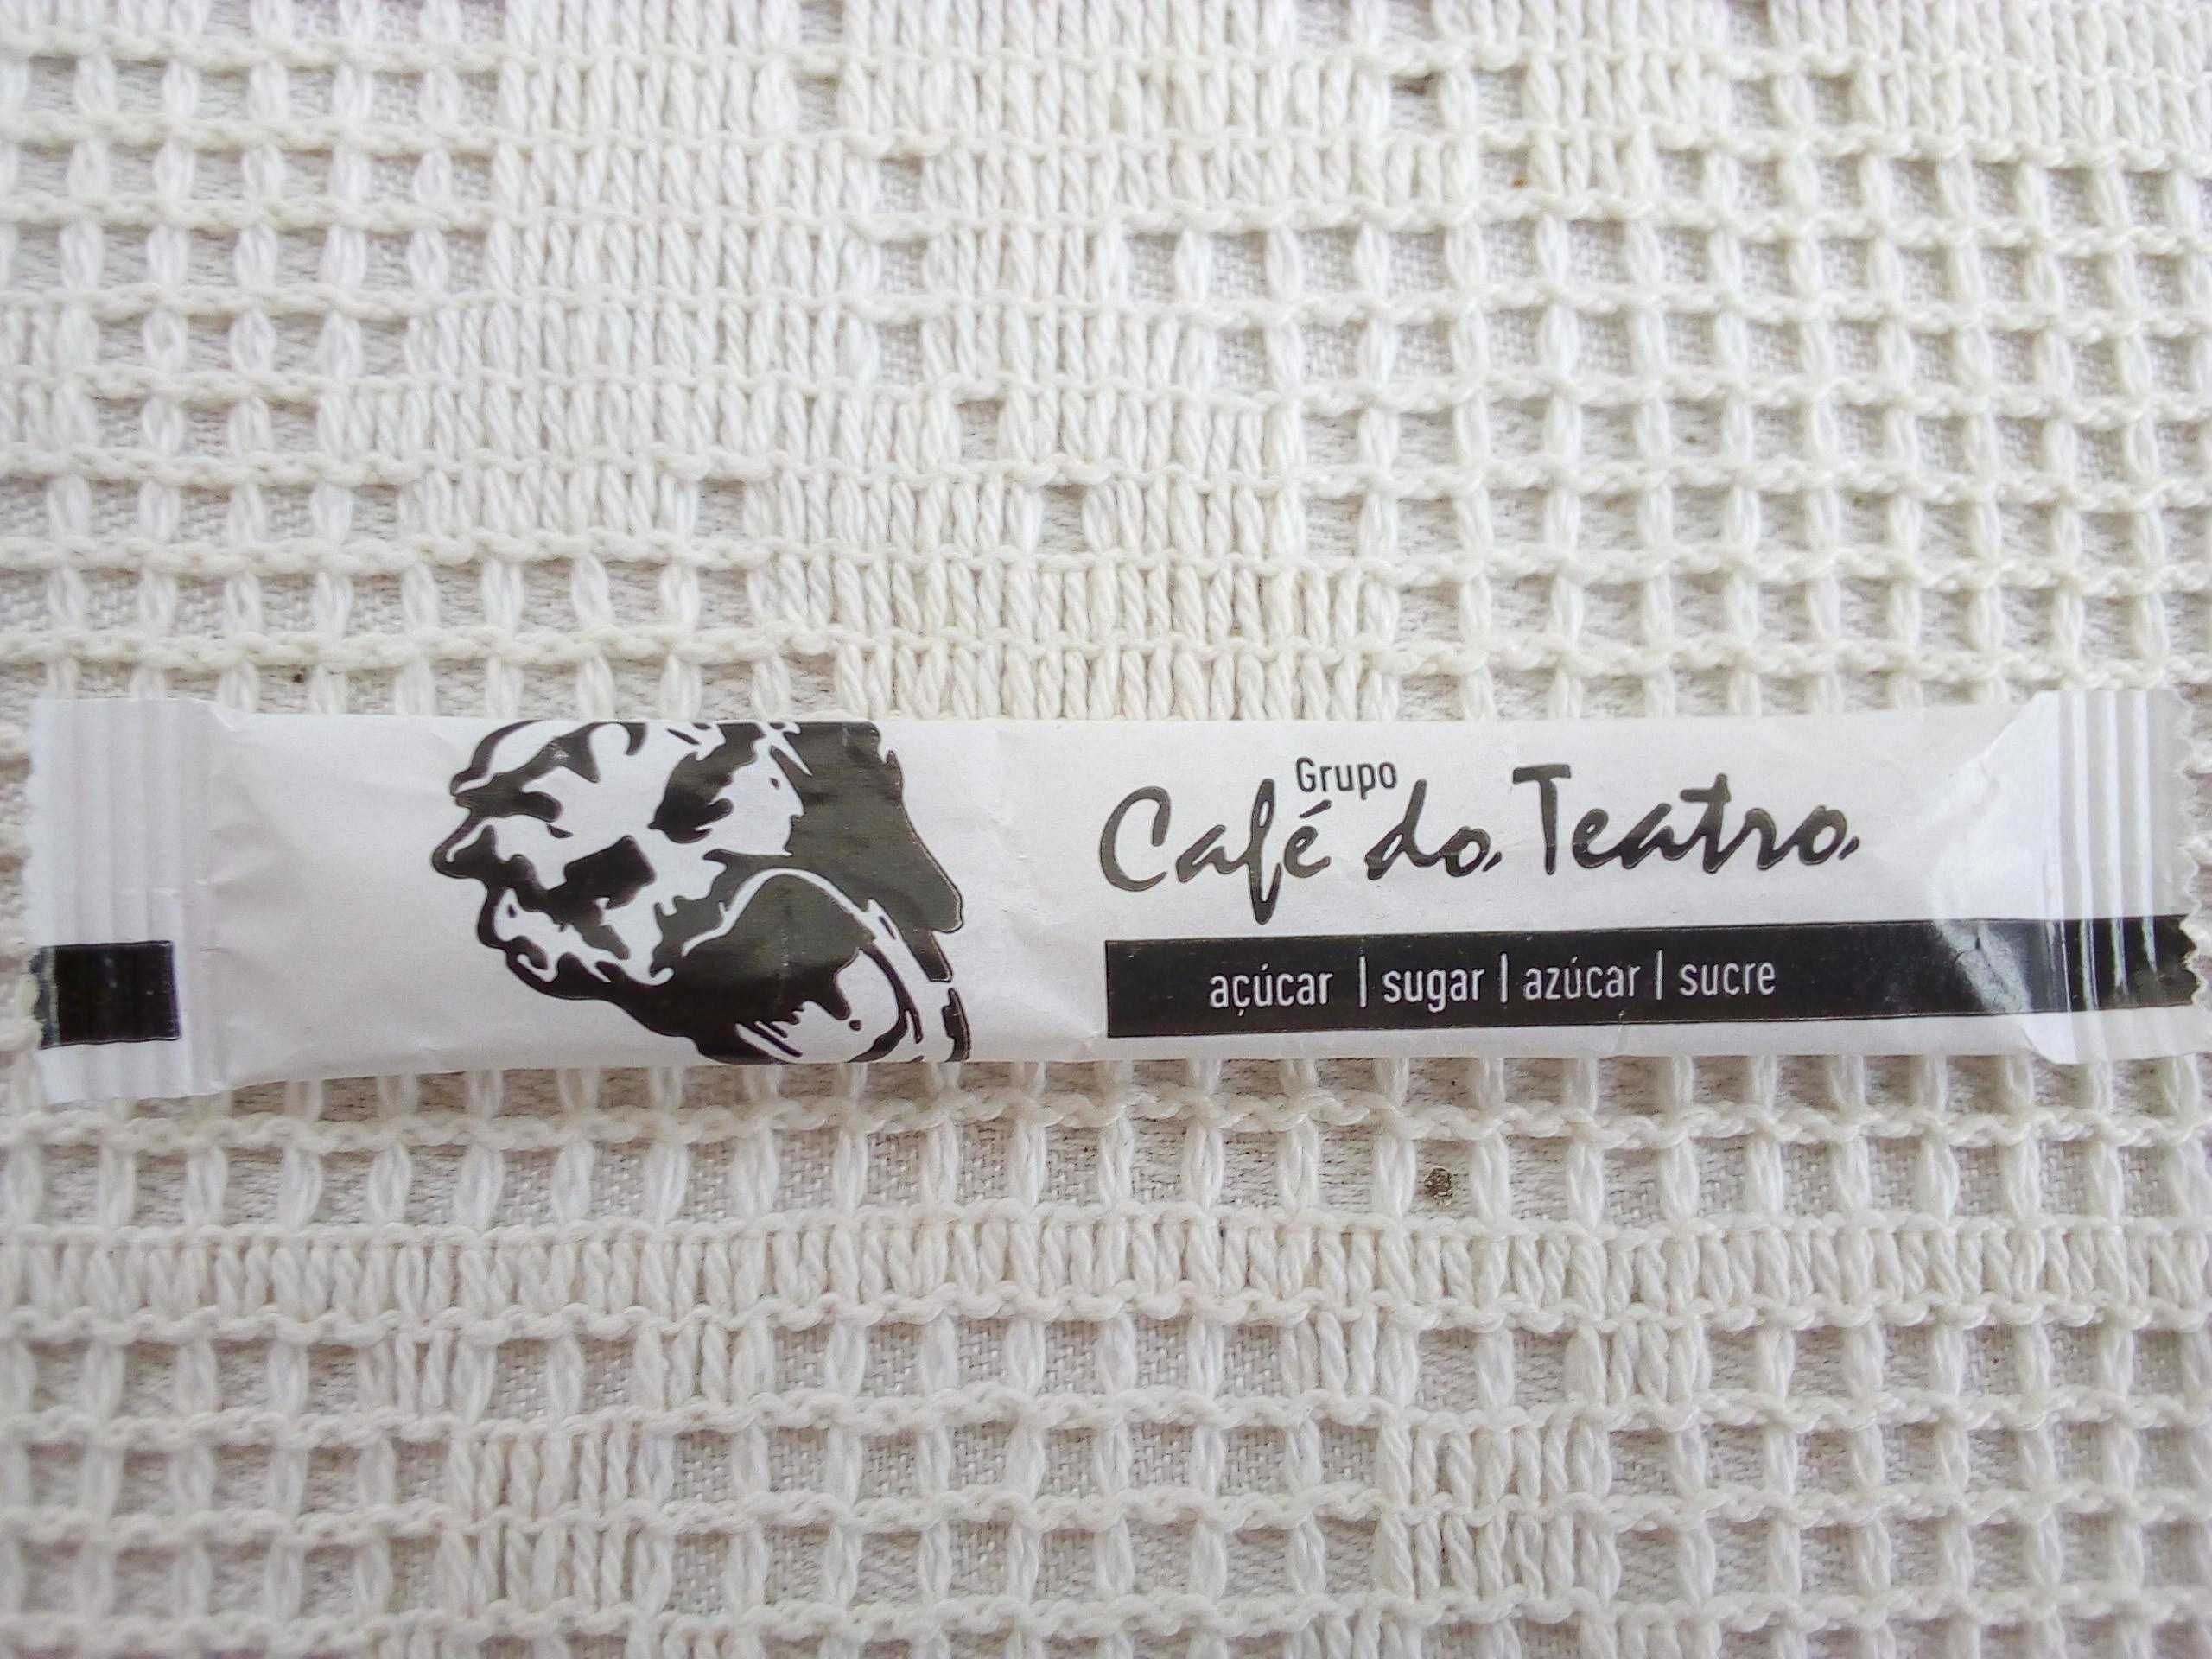 Grupo
Café do Teatro
açúcar | sugar | azúcar | sucre